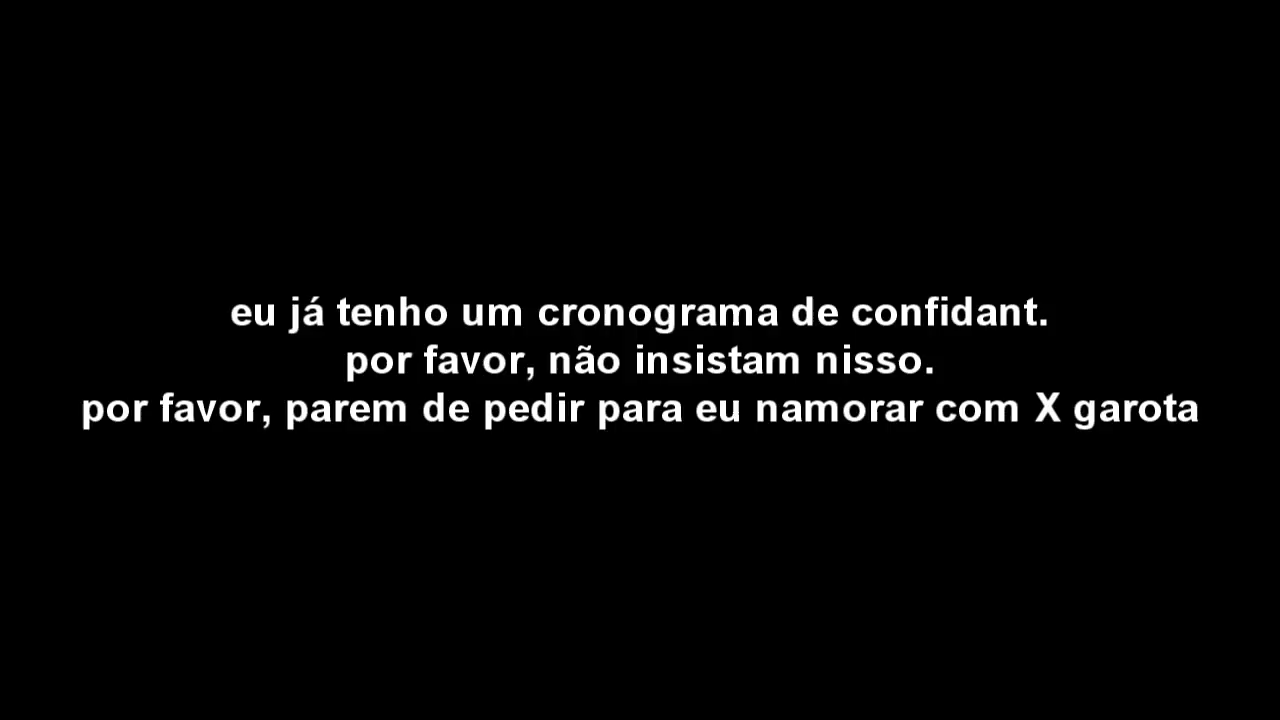 eu já tenho um cronograma de confidant.
por favor, não insistam nisso.
por favor, parem de pedir para eu namorar com X garota